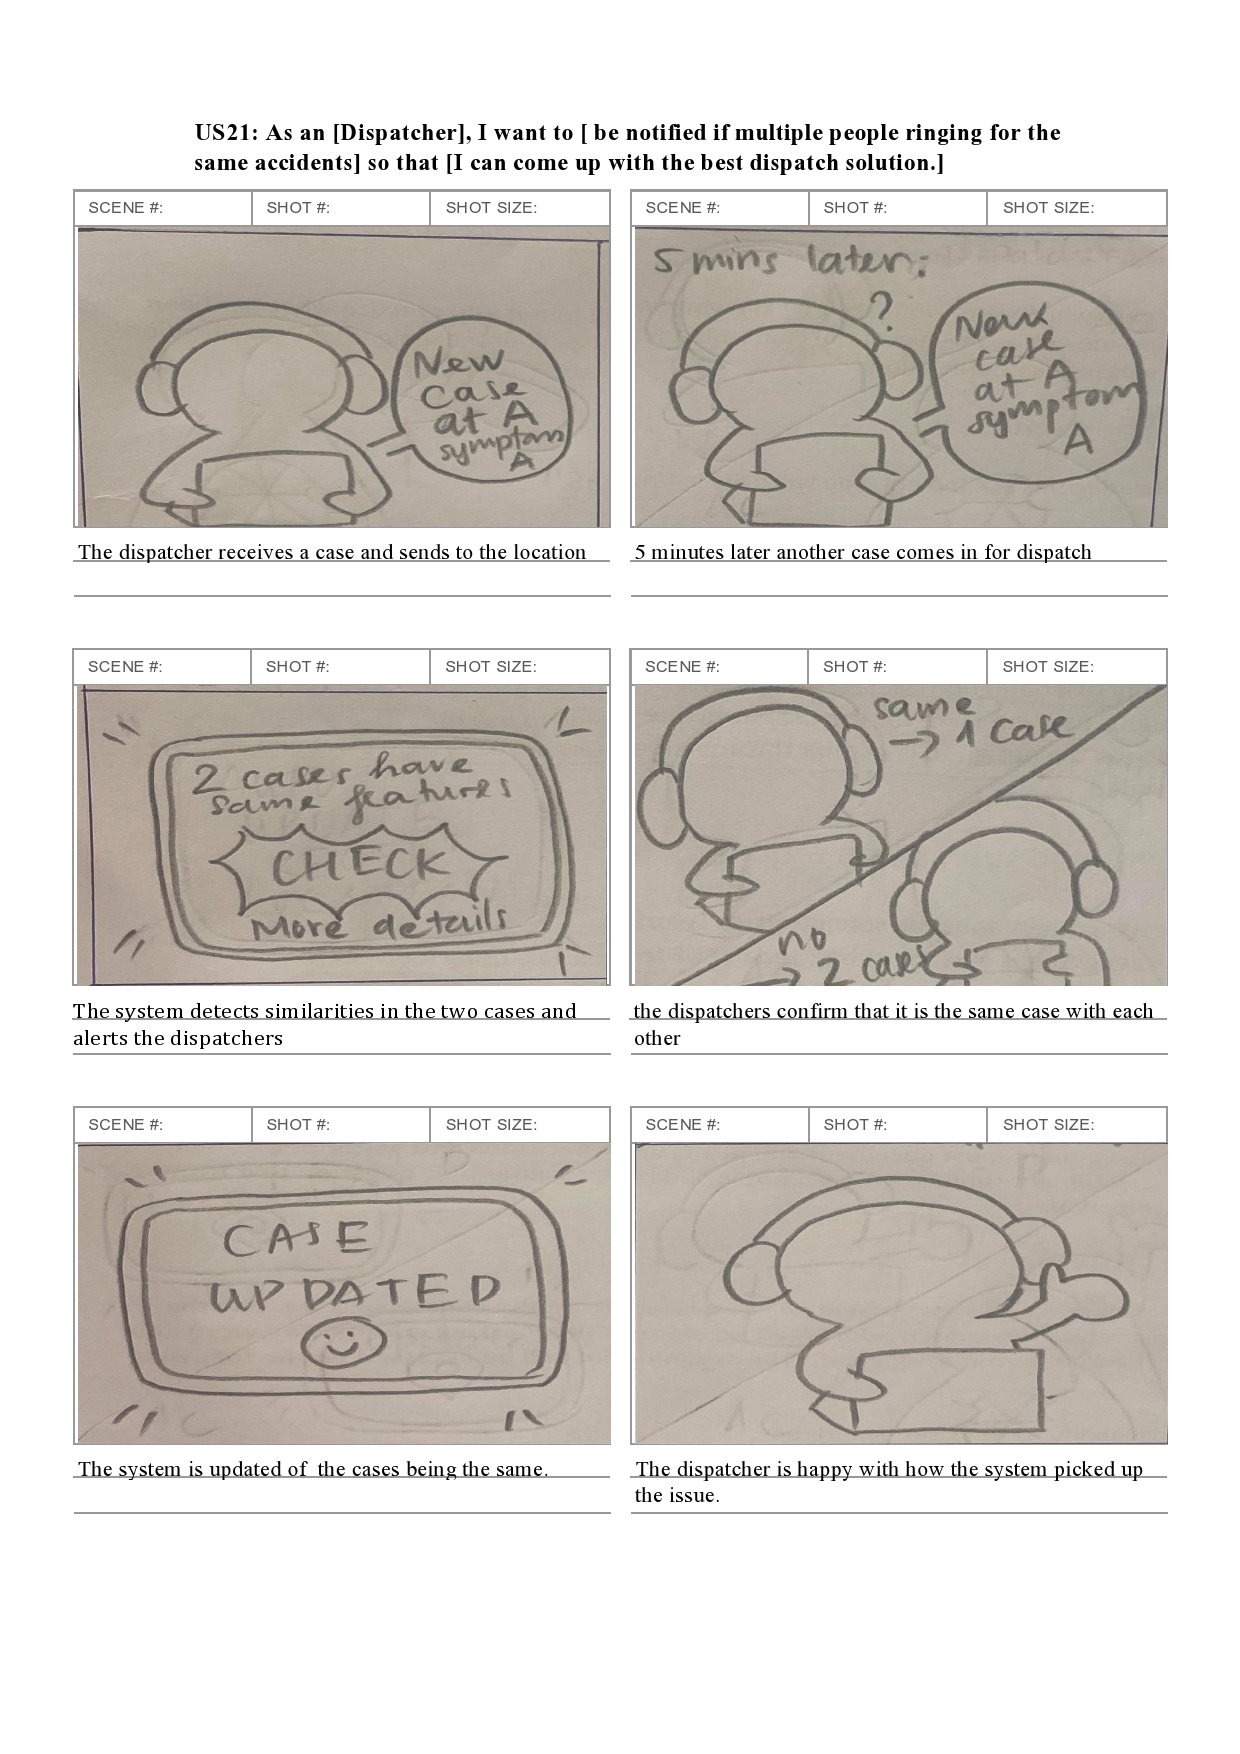 US21: As an [Dispatcher], I want to [ be notified if multiple people ringing for the
same accidents] so that [I can come up with the best dispatch solution.]
SCENE #: SHOT #: SHOT SIZE:
New
case
at A
symptom
A
The dispatcher receives a case and sends to the location
SCENE #: SHOT #: SHOT SIZE:
5 mins later:
?
case
at A
symptom
A
5 minutes later another case comes in for dispatch
SCENE #: SHOT #: SHOT SIZE:
2 cases have
same features
CHECK
More details
The system detects similarities in the two cases and
alerts the dispatchers
SCENE #: SHOT #: SHOT SIZE:
same
→ 1 case
no
→ 2 cases
the dispatchers confirm that it is the same case with each
other
SCENE #: SHOT #: SHOT SIZE:
CASE
UPDATED
The system is updated of the cases being the same.
SCENE #: SHOT #: SHOT SIZE:
The dispatcher is happy with how the system picked up
the issue.